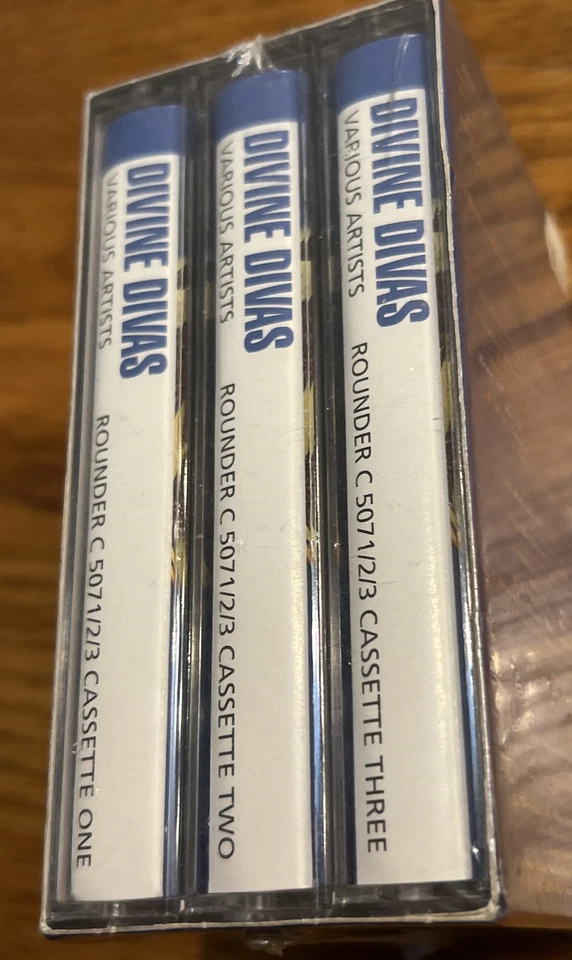 DIVINE DIVAS
VARIOUS ARTISTS
ROUNDER C 5071/2/3 CASSETTE ONE
DIVINE DIVAS
VARIOUS ARTISTS
ROUNDER C 5071/2/3 CASSETTE TWO
DIVINE DIVAS
VARIOUS ARTISTS
ROUNDER C 5071/2/3 CASSETTE THREE